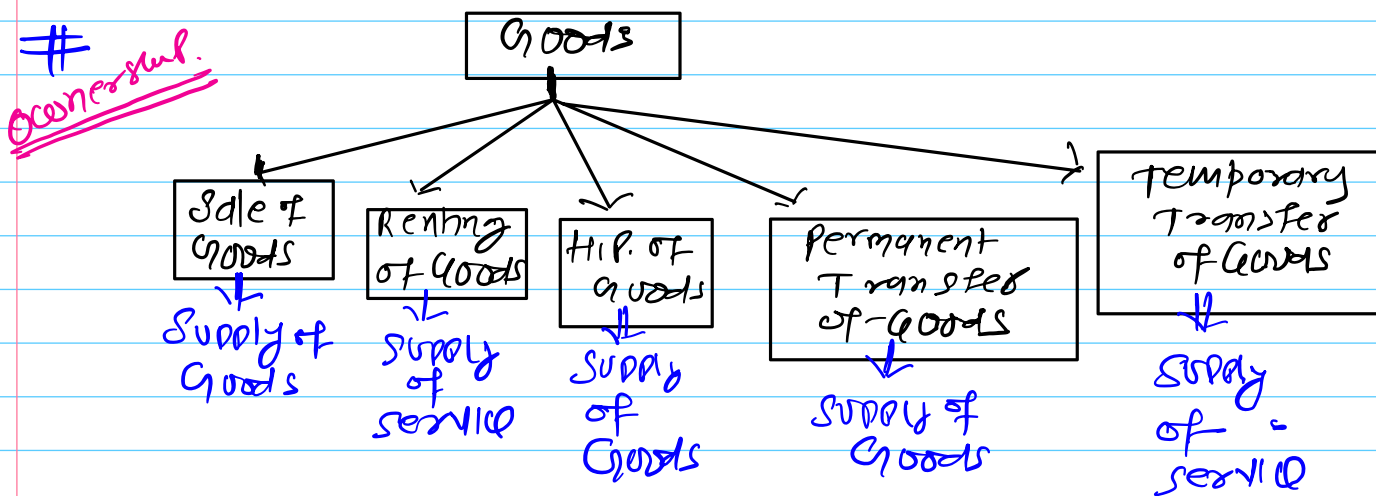 #
Ownership.
Goods
Sale of
Goods
Supply of
Goods
Renting
of Goods
Supply
of
service
H.P. of
Goods
Supply
of
Goods
Permanent
Transfer
of Goods
Supply of
Goods
Temporary
Transfer
of Goods
Supply
of
service